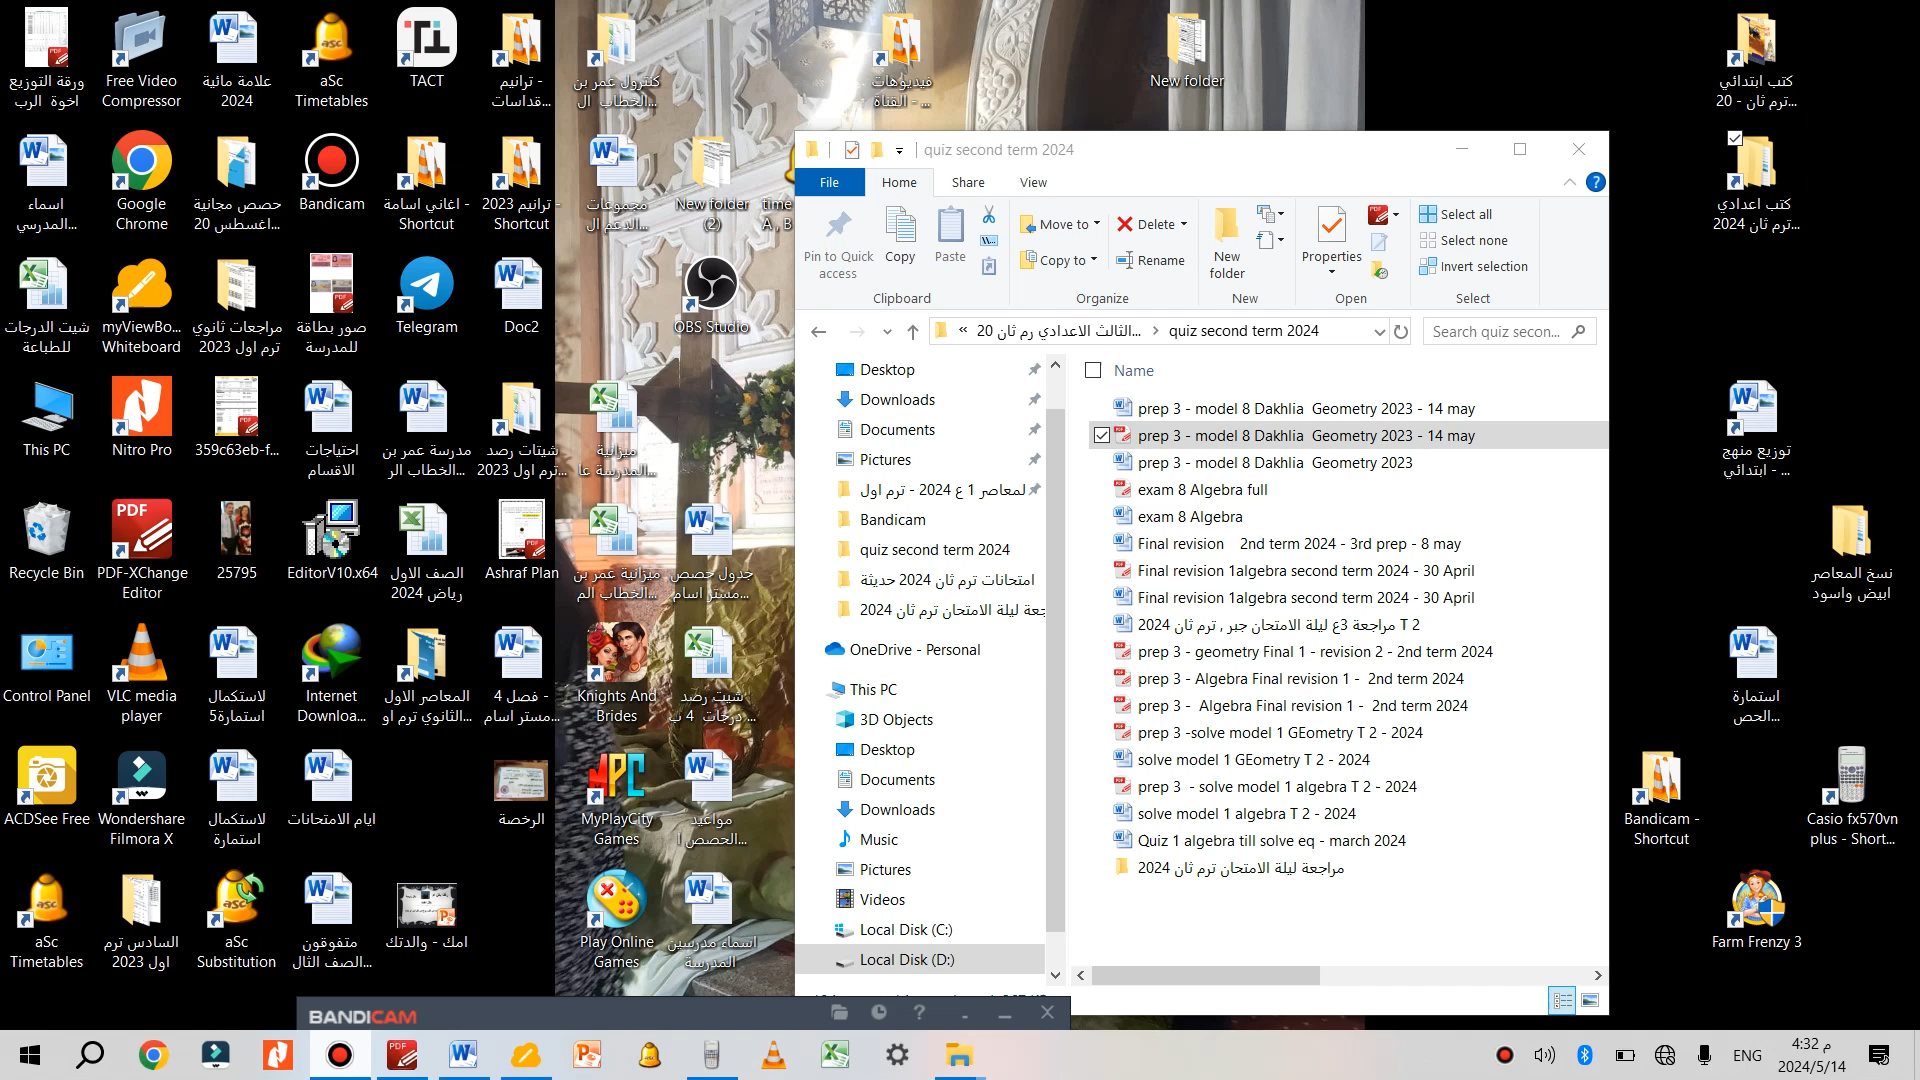 ورقة التوزيع
اخوة الرب
Free Video
Compressor
علامة مائية
2024
aSc
Timetables
TACT
ترانيم -
قداسات...
كنترول عمر بن
الخطاب ال...
فيديوهات
القناة - ...
New folder
كتب ابتدائي
ترم ثان - 20...
اسماء
المدرسي...
Google
Chrome
حصص مجانية
اغسطس 20...
Bandicam
اغاني اسامة -
Shortcut
ترانيم 2023 -
Shortcut
مجموعات
الدعم ال...
New folder
(2)
time
A , B
كتب اعدادي
ترم ثان 2024...
شيت الدرجات
للطباعة
myViewBo...
Whiteboard
مراجعات ثانوي
ترم اول 2023
صور بطاقة
للمدرسة
Telegram
Doc2
OBS Studio
This PC
Nitro Pro
359c63eb-f...
احتياجات
الاقسام
مدرسة عمر بن
الخطاب الر...
شيتات رصد
ترم اول 2023...
ميزانية
المدرسة عا...
توزيع منهج
ابتدائي - ...
Recycle Bin
PDF-XChange
Editor
25795
EditorV10.x64
الصف الاول
رياض 2024
Ashraf Plan
ميزانية عمر بن
الخطاب الم...
جدول حصص
مستر اسام...
نسخ المعاصر
ابيض واسود
Control Panel
VLC media
player
لاستكمال
استمارة5
Internet
Downloa...
المعاصر الاول
الثانوي ترم او...
فصل 4 -
مستر اسام...
Knights And
Brides
شيت رصد
درجات 4 ب...
استمارة
الحص...
ACDSee Free
Wondershare
Filmora X
لاستكمال
استمارة
ايام الامتحانات
الرخصة
MyPlayCity
Games
مواعيد
الحصص ا...
Bandicam -
Shortcut
Casio fx570vn
plus - Short...
aSc
Timetables
السادس ترم
اول 2023
aSc
Substitution
متفوقون
الصف الثال...
امك - والدتك
Play Online
Games
اسماء مدرسين
المدرسة
Farm Frenzy 3
quiz second term 2024
File Home Share View
Pin to Quick
access
Copy
Paste
Move to
Copy to
Delete
Rename
New
folder
Properties
Select all
Select none
Invert selection
Clipboard Organize New Open Select
« الثالث الاعدادي رم ثان 20... › quiz second term 2024
Search quiz secon...
Desktop
Downloads
Documents
Pictures
لمعاصر 1 ع 2024 - ترم اول
Bandicam
quiz second term 2024
امتحانات ترم ثان 2024 حديثة
جعة ليلة الامتحان ترم ثان 2024
OneDrive - Personal
This PC
3D Objects
Desktop
Documents
Downloads
Music
Pictures
Videos
Local Disk (C:)
Local Disk (D:)
Name
prep 3 - model 8 Dakhlia  Geometry 2023 - 14 may
prep 3 - model 8 Dakhlia  Geometry 2023 - 14 may
prep 3 - model 8 Dakhlia  Geometry 2023
exam 8 Algebra full
exam 8 Algebra
Final revision    2nd term 2024 - 3rd prep - 8 may
Final revision 1algebra second term 2024 - 30 April
Final revision 1algebra second term 2024 - 30 April
مراجعة 3ع ليلة الامتحان جبر , ترم ثان 2024 T 2
prep 3 - geometry Final 1 - revision 2 - 2nd term 2024
prep 3 - Algebra Final revision 1 -  2nd term 2024
prep 3 -  Algebra Final revision 1 -  2nd term 2024
prep 3 -solve model 1 GEometry T 2 - 2024
solve model 1 GEometry T 2 - 2024
prep 3  - solve model 1 algebra T 2 - 2024
solve model 1 algebra T 2 - 2024
Quiz 1 algebra till solve eq - march 2024
مراجعة ليلة الامتحان ترم ثان 2024
BANDICAM
ENG
4:32 م
2024/5/14